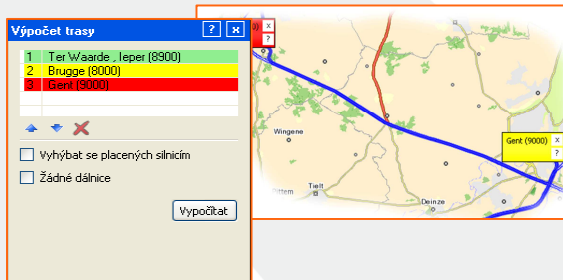 Výpočet trasy
?
x
1 Ter Waarde , Ieper (8900)
2 Brugge (8000)
3 Gent (9000)
Vyhýbat se placených silnicím
Žádné dálnice
Vypočítat
x
?
Wingene
Tielt
Deinze
Gent (9000)
x
?